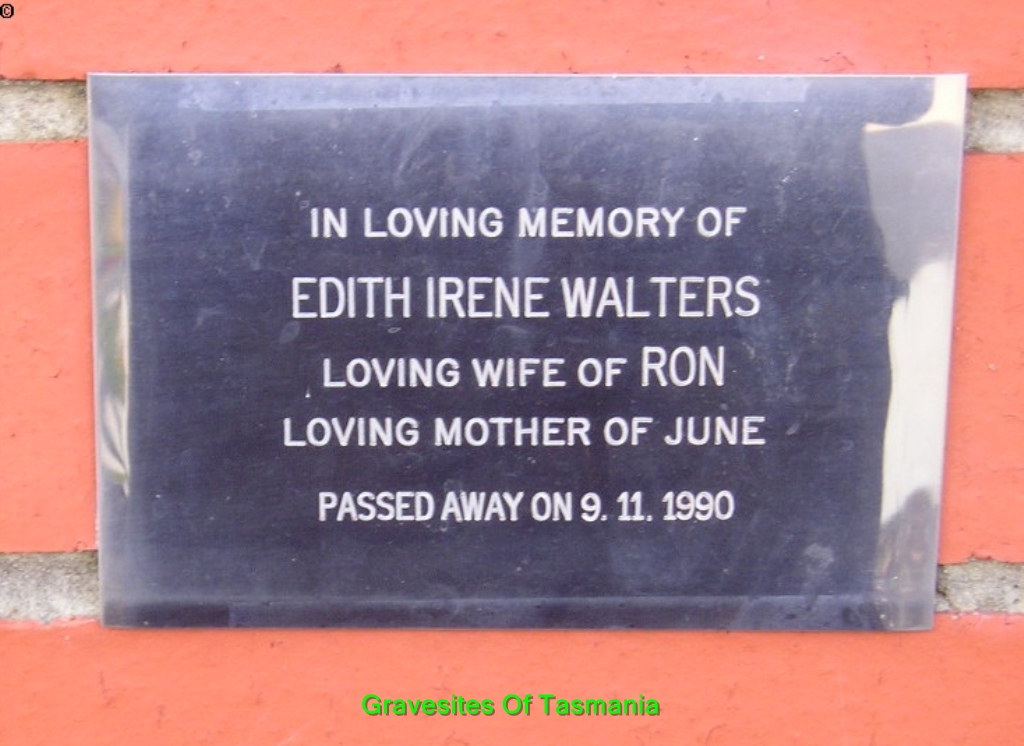 ©
IN LOVING MEMORY OF
EDITH IRENE WALTERS
LOVING WIFE OF RON
LOVING MOTHER OF JUNE
PASSED AWAY ON 9. 11. 1990
Gravesites Of Tasmania